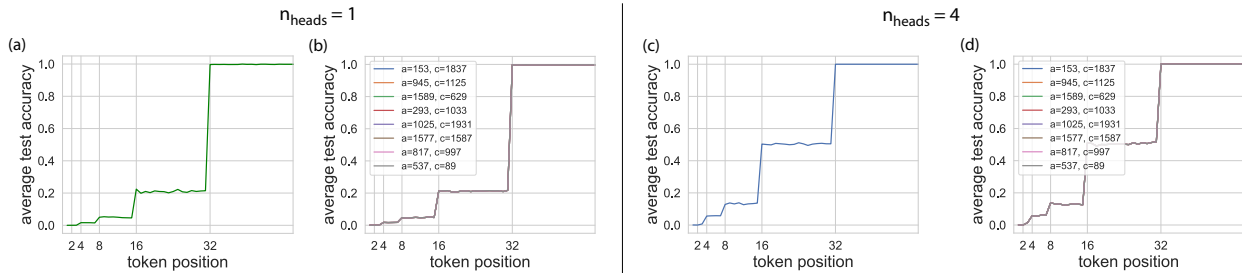 n_heads = 1
n_heads = 4
(a)
average test accuracy
1.0
0.8
0.6
0.4
0.2
0.0
2 4 8 16 32
token position
(b)
average test accuracy
1.0
0.8
0.6
0.4
0.2
0.0
a=153, c=1837
a=945, c=1125
a=1589, c=629
a=293, c=1033
a=1025, c=1931
a=1577, c=1587
a=817, c=997
a=537, c=89
2 4 8 16 32
token position
(c)
average test accuracy
1.0
0.8
0.6
0.4
0.2
0.0
2 4 8 16 32
token position
(d)
average test accuracy
1.0
0.8
0.6
0.4
0.2
0.0
a=153, c=1837
a=945, c=1125
a=1589, c=629
a=293, c=1033
a=1025, c=1931
a=1577, c=1587
a=817, c=997
a=537, c=89
2 4 8 16 32
token position